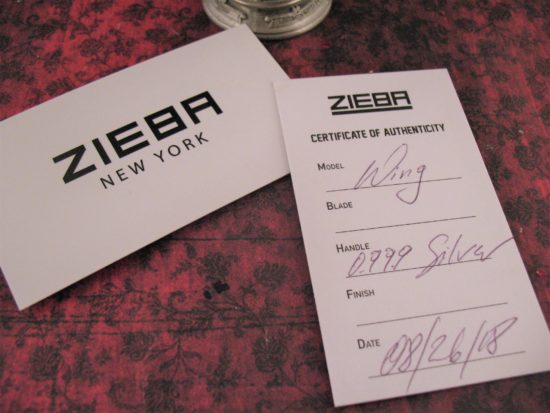 ZIEBA
NEW YORK
ZIEBA
CERTIFICATE OF AUTHENTICITY
MODEL Wing
BLADE
HANDLE 0.999 Silver
FINISH
DATE 08/26/18